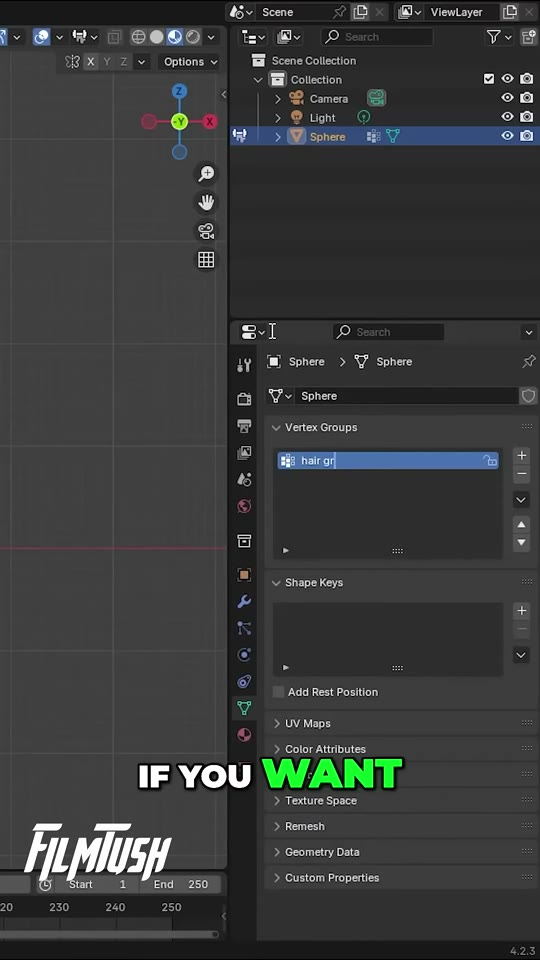 Scene
ViewLayer
X Y Z
Options
Search
Scene Collection
Collection
Camera
Light
Sphere
Z
-Y
X
Search
Sphere > Sphere
Sphere
Vertex Groups
hair gr
Shape Keys
Add Rest Position
UV Maps
Color Attributes
IF YOU WANT
Texture Space
Remesh
FILMTUSH
Geometry Data
Custom Properties
Start 1 End 250
20 230 240 250
4.2.3